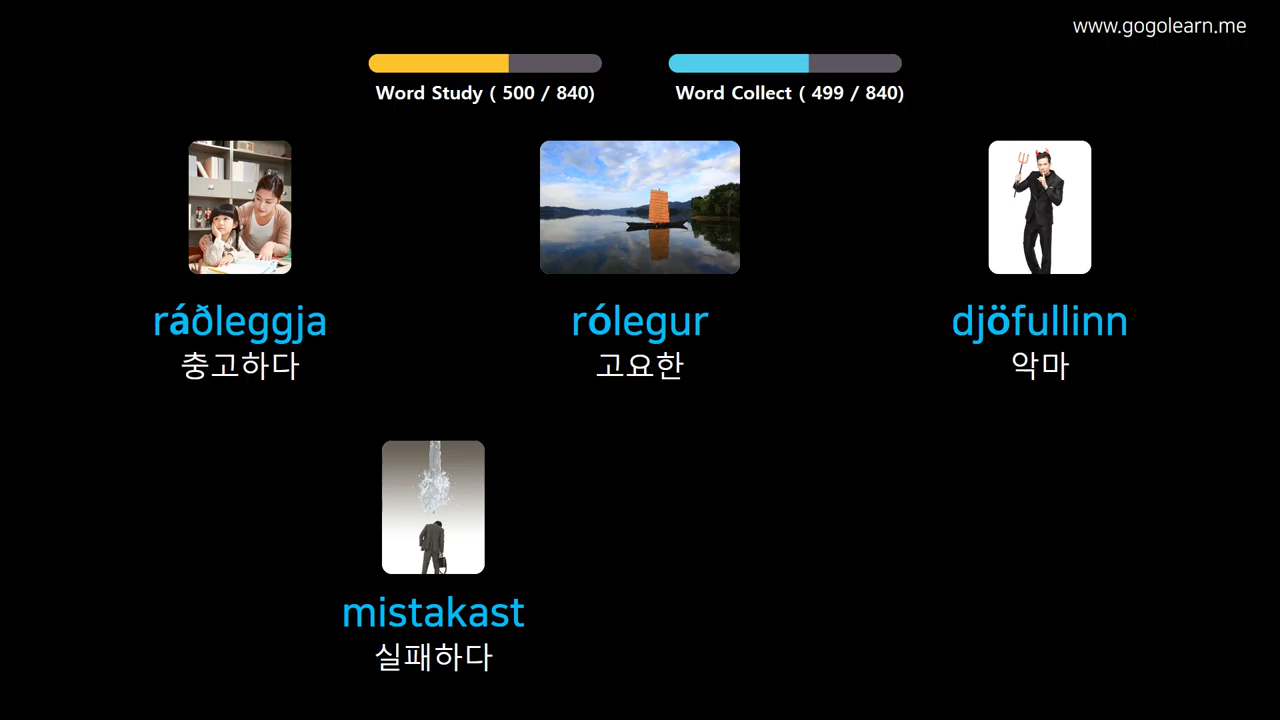 www.gogolearn.me
Word Study ( 500 / 840)
Word Collect ( 499 / 840)
ráðleggja
충고하다
rólegur
고요한
djöfullinn
악마
mistakast
실패하다